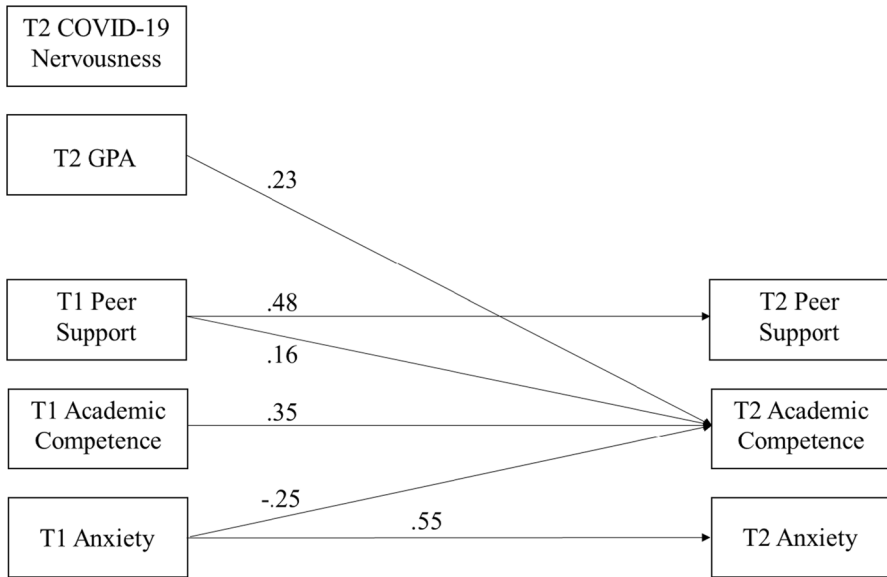 T2 COVID-19
Nervousness
T2 GPA
.23
T1 Peer
Support
.48
.16
T2 Peer
Support
T1 Academic
Competence
.35
T2 Academic
Competence
-.25
T1 Anxiety
.55
T2 Anxiety